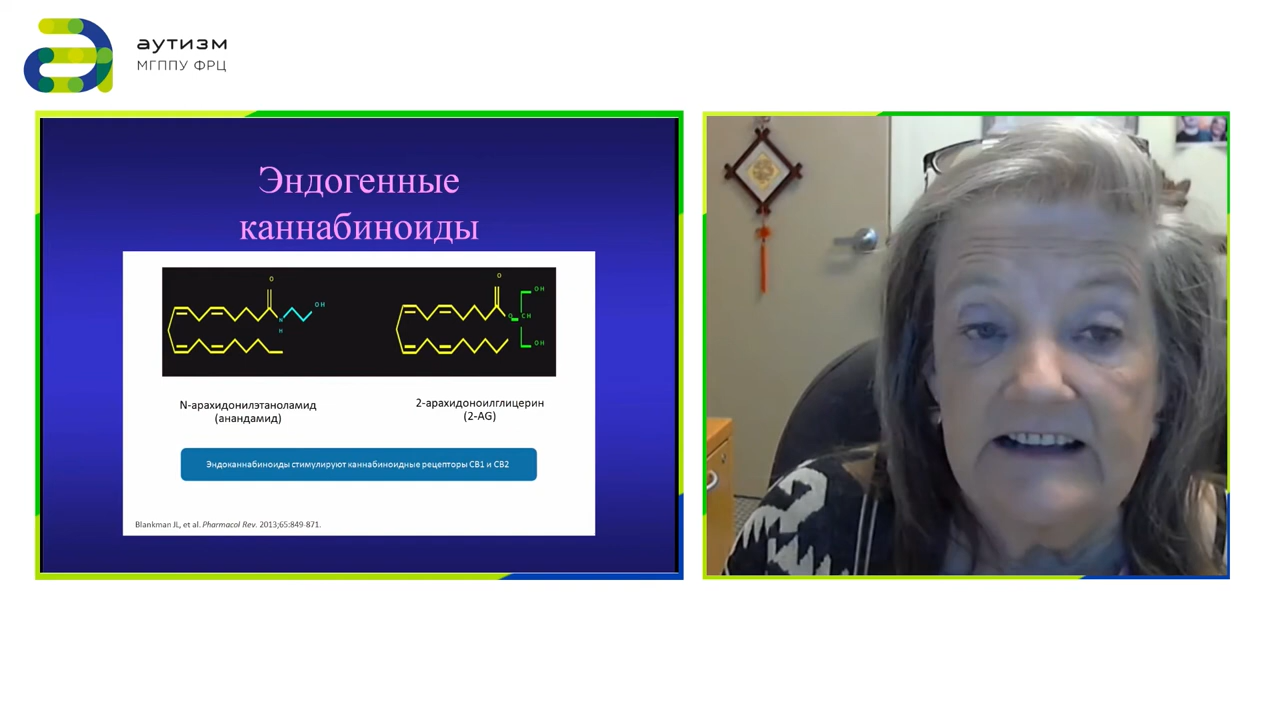 аутизм
МГППУ ФРЦ
Эндогенные
каннабиноиды
O
N
H
OH
O
O
CH
OH
OH
N-арахидонилэтаноламид
(анандамид)
2-арахидоноилглицерин
(2-AG)
Эндоканнабиноиды стимулируют каннабиноидные рецепторы CB1 и CB2
Blankman JL, et al. Pharmacol Rev. 2013;65:849-871.